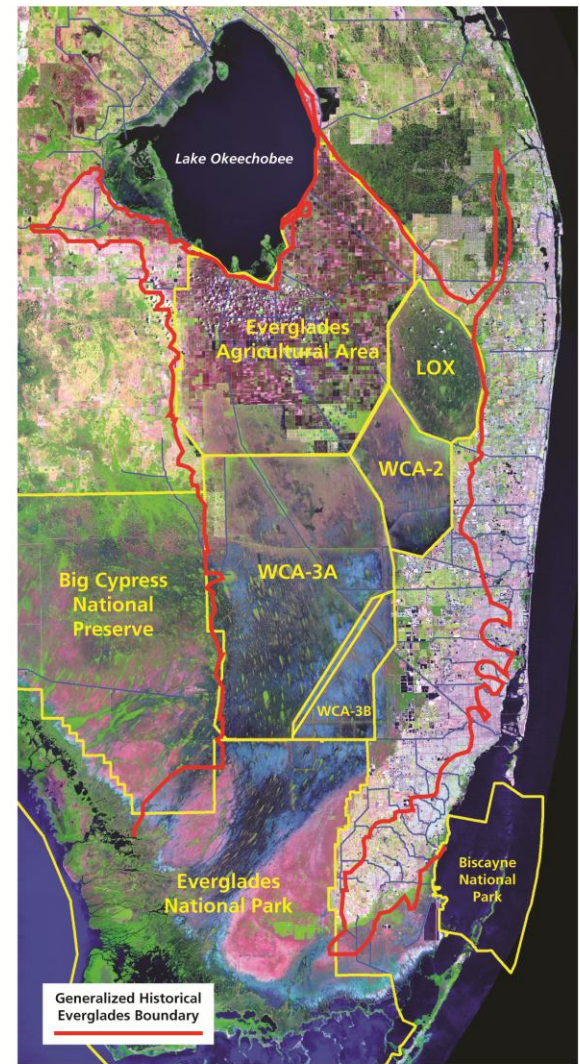 Lake Okeechobee
Everglades
Agricultural Area
LOX
WCA-2
WCA-3A
Big Cypress
National
Preserve
WCA-3B
Everglades
National Park
Biscayne
National
Park
Generalized Historical
Everglades Boundary